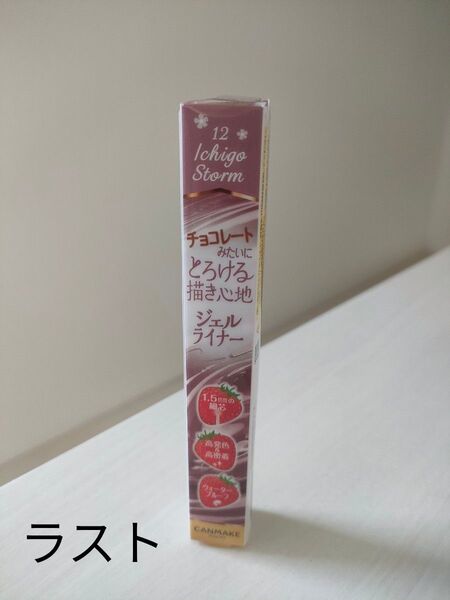 12
Ichigo
Storm
チョコレート
みたいに
とろける
描き心地
ジェル
ライナー
1.5mmの
細芯
高発色
高密着
ウォーター
プルーフ
CANMAKE
ラスト